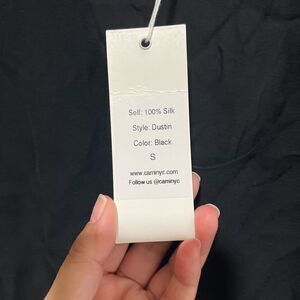 Self: 100% Silk
Style: Dustin
Color: Black
S
www.caminyc.com
Follow us @caminyc